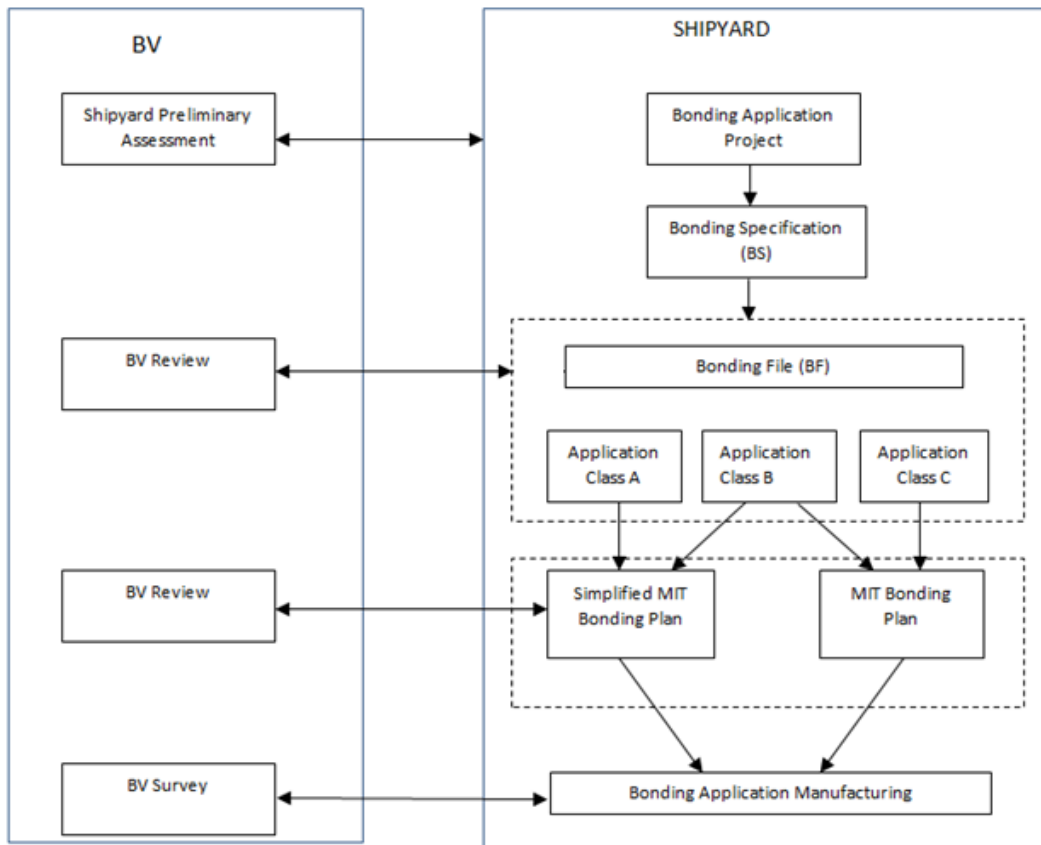 BV
SHIPYARD
Shipyard Preliminary
Assessment
Bonding Application
Project
Bonding Specification
(BS)
BV Review
Bonding File (BF)
Application
Class A
Application
Class B
Application
Class C
BV Review
Simplified MIT
Bonding Plan
MIT Bonding
Plan
BV Survey
Bonding Application Manufacturing